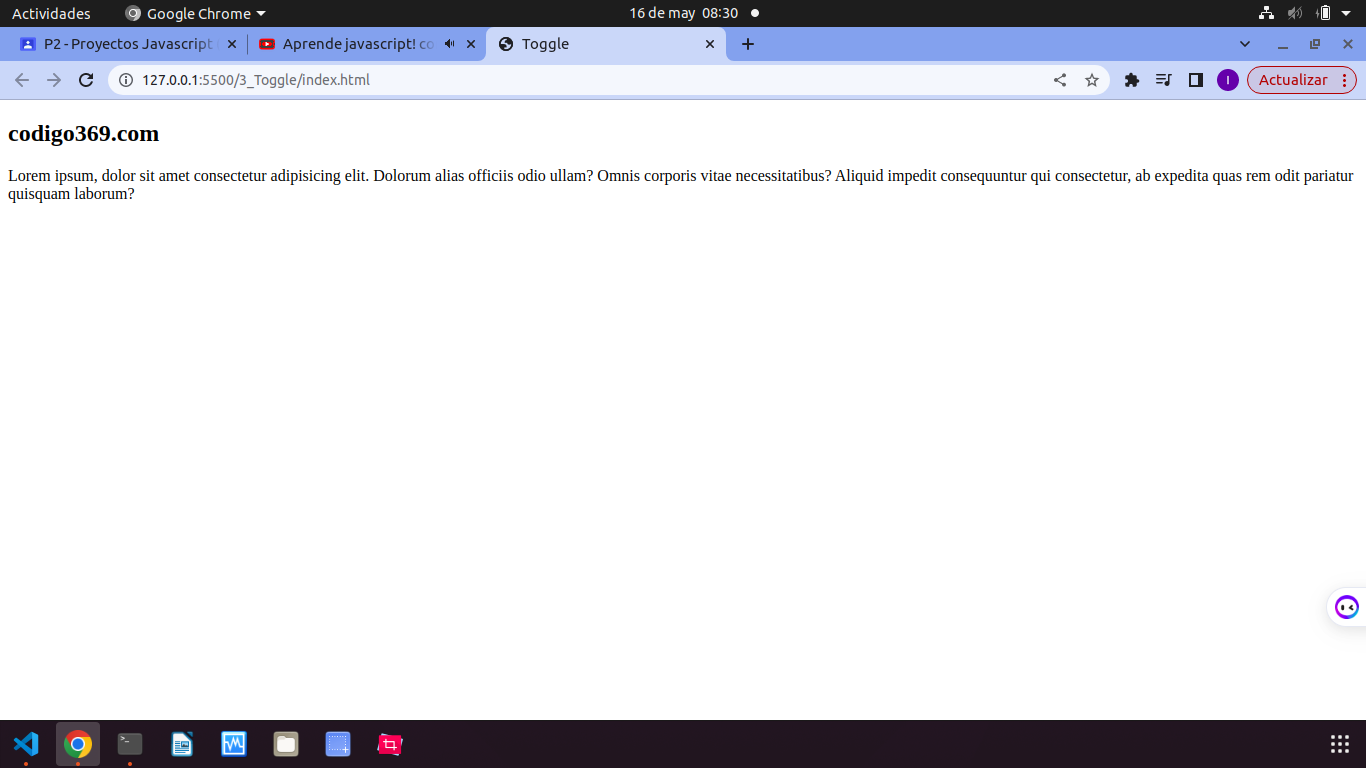 Actividades
Google Chrome
16 de may 08:30
P2 - Proyectos Javascript
Aprende javascript! co
Toggle
127.0.0.1:5500/3_Toggle/index.html
I
Actualizar
codigo369.com
Lorem ipsum, dolor sit amet consectetur adipisicing elit. Dolorum alias officiis odio ullam? Omnis corporis vitae necessitatibus? Aliquid impedit consequuntur qui consectetur, ab expedita quas rem odit pariatur
quisquam laborum?